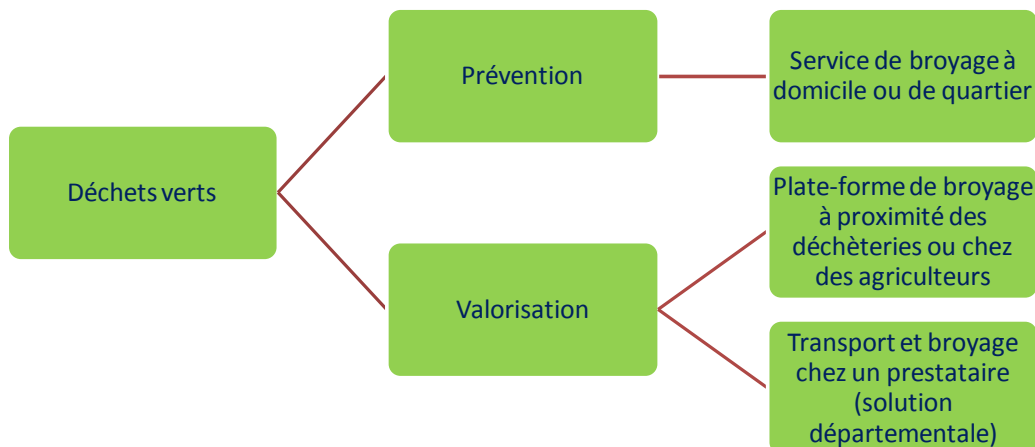 Déchets verts
Prévention
Service de broyage à
domicile ou de quartier
Valorisation
Plate-forme de broyage
à proximité des
déchèteries ou chez
des agriculteurs
Transport et broyage
chez un prestataire
(solution
départementale)